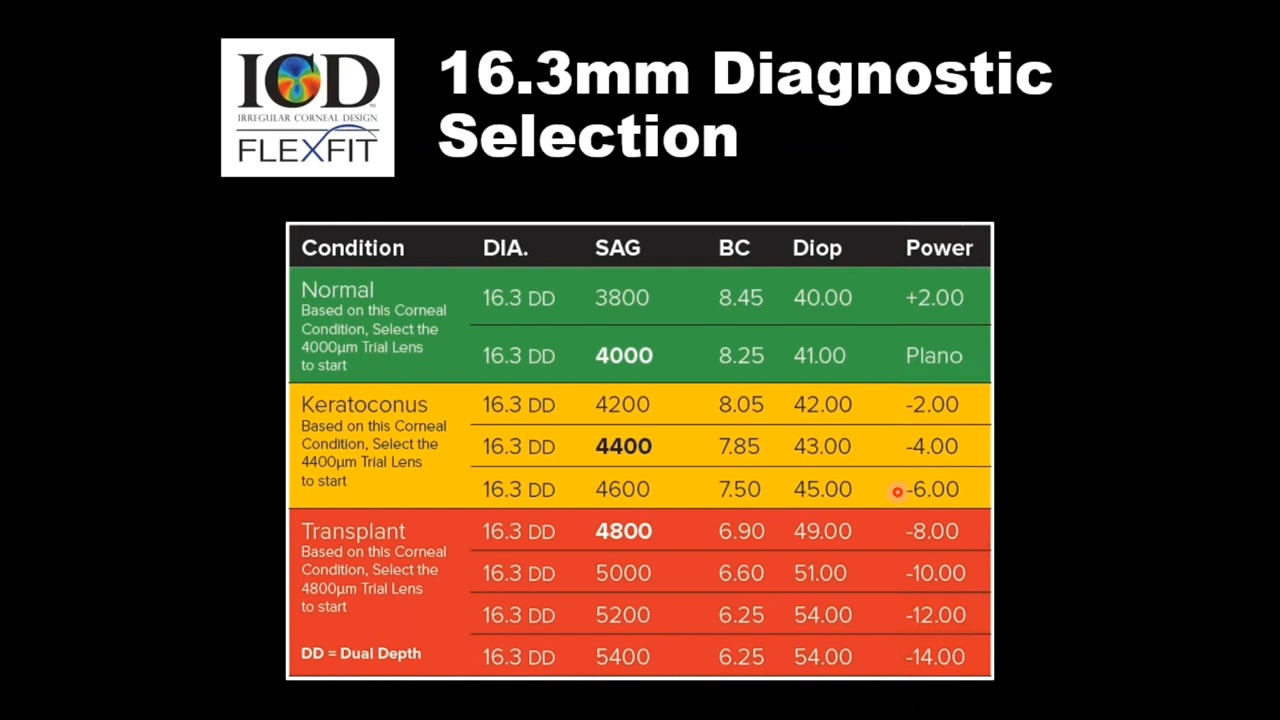 ICD™
IRREGULAR CORNEAL DESIGN
FLEXFIT
16.3mm Diagnostic
Selection
Condition DIA. SAG BC Diop Power
Normal
Based on this Corneal
Condition, Select the
4000µm Trial Lens
to start
16.3 DD 3800 8.45 40.00 +2.00
16.3 DD 4000 8.25 41.00 Plano
Keratoconus
Based on this Corneal
Condition, Select the
4400µm Trial Lens
to start
16.3 DD 4200 8.05 42.00 -2.00
16.3 DD 4400 7.85 43.00 -4.00
16.3 DD 4600 7.50 45.00 -6.00
Transplant
Based on this Corneal
Condition, Select the
4800µm Trial Lens
to start
DD = Dual Depth
16.3 DD 4800 6.90 49.00 -8.00
16.3 DD 5000 6.60 51.00 -10.00
16.3 DD 5200 6.25 54.00 -12.00
16.3 DD 5400 6.25 54.00 -14.00